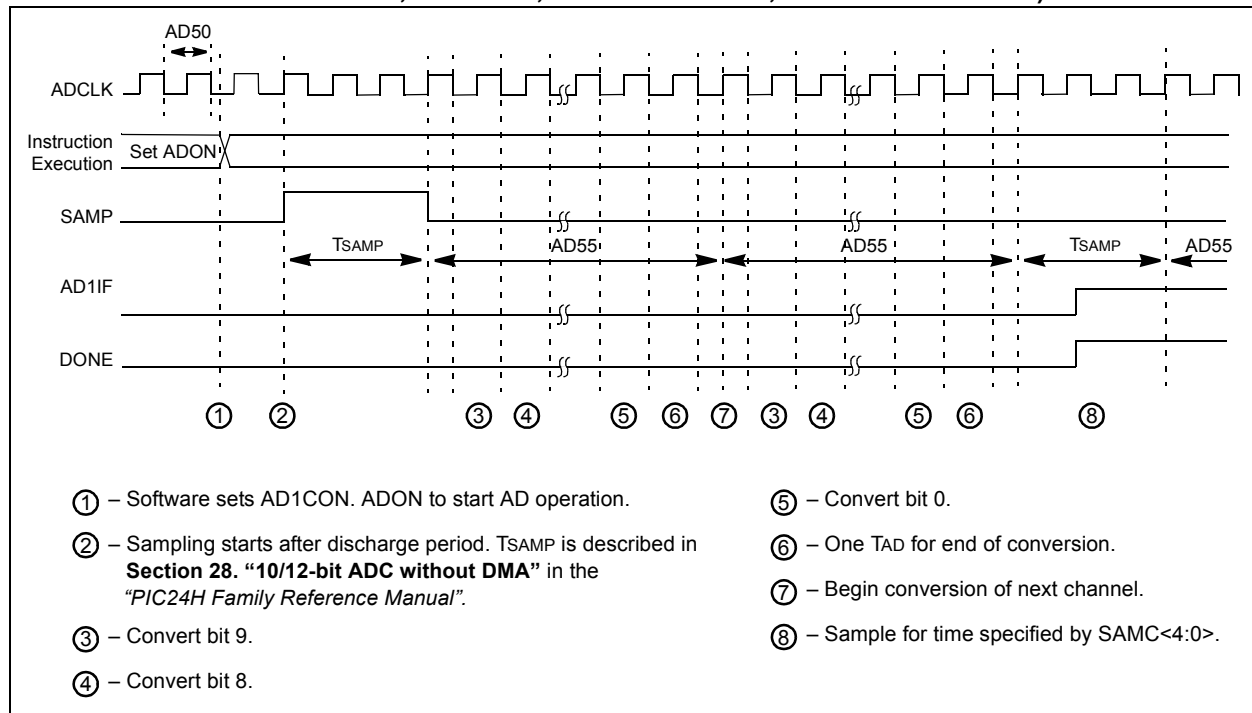 AD50
ADCLK
Instruction
Execution
Set ADON
SAMP
TSAMP
AD55
AD55
TSAMP
AD55
AD1IF
DONE
1 2 3 4 5 6 7 3 4 5 6 8
1 – Software sets AD1CON. ADON to start AD operation.
2 – Sampling starts after discharge period. TSAMP is described in
Section 28. “10/12-bit ADC without DMA” in the
“PIC24H Family Reference Manual”.
3 – Convert bit 9.
4 – Convert bit 8.
5 – Convert bit 0.
6 – One TAD for end of conversion.
7 – Begin conversion of next channel.
8 – Sample for time specified by SAMC<4:0>.